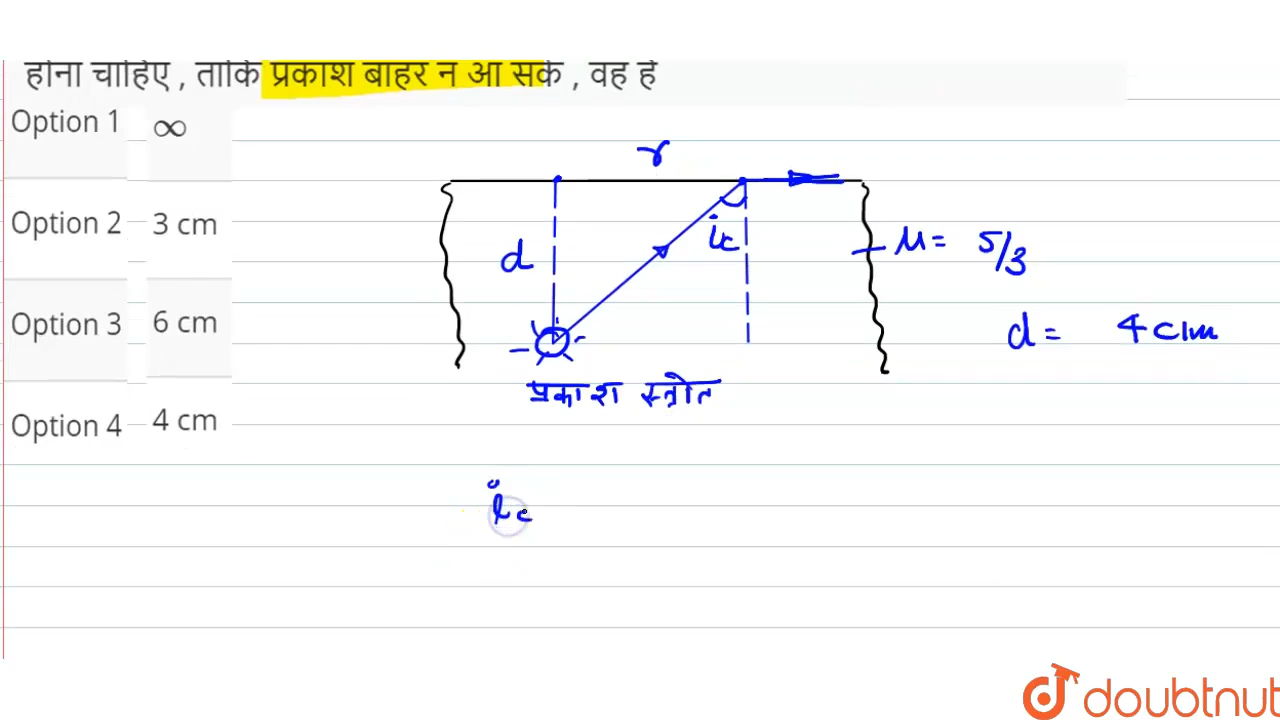 होना चाहिए , ताकि प्रकाश बाहर न आ सके , वह है
Option 1 ∞
Option 2 3 cm
Option 3 6 cm
Option 4 4 cm
r
d
ic
μ = 5/3
d = 4 cm
प्रकाश स्त्रोत
ic
doubtnut